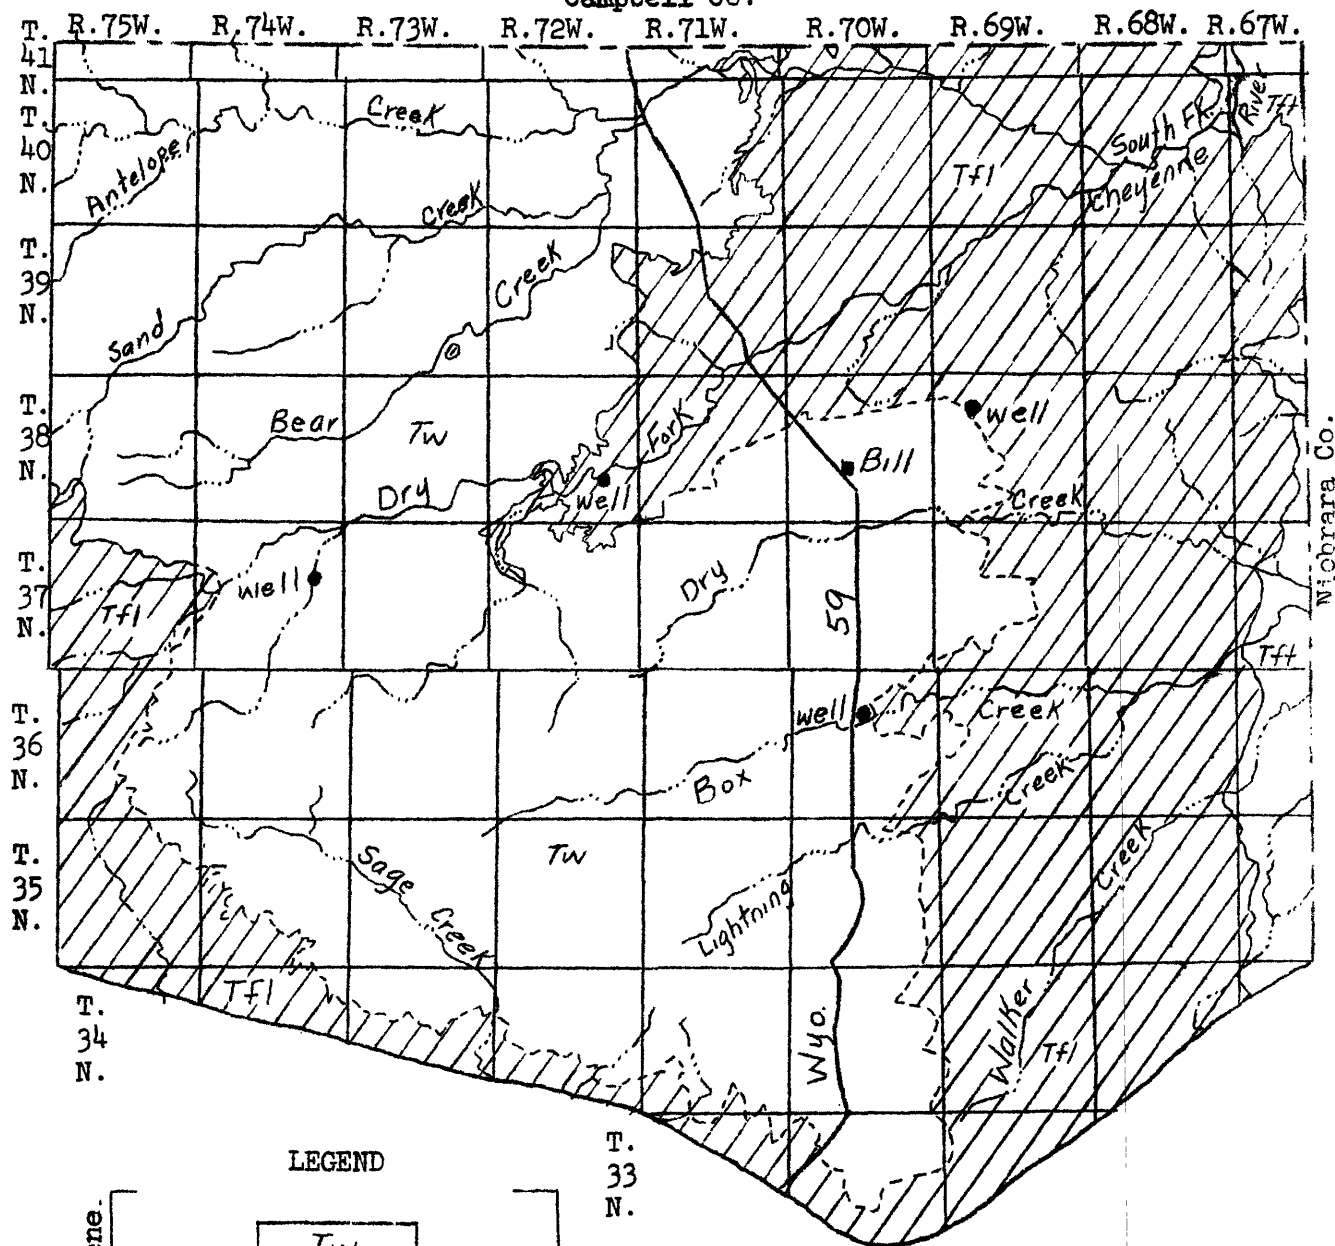 Campbell Co.
T. R.75W. R.74W. R.73W. R.72W. R.71W. R.70W. R.69W. R.68W. R.67W.
41
N.
T.
40
N.
Creek
Antelope
South Fk.
Cheyenne
River
Tft
Tfl
Creek
T.
39
N.
Sand
Creek
T.
38
N.
Bear
Tw
Fork
well
Bill
Dry
well
Creek
Niobrara Co.
T.
37
N.
Tfl
well
Dry
59
Tft
T.
36
N.
well
Creek
Box
Creek
T.
35
N.
Sage
Creek
Tw
Lightning
Creek
Tfl
Wyo.
Walker
Tfl
T.
34
N.
T.
33
N.
LEGEND
Tw